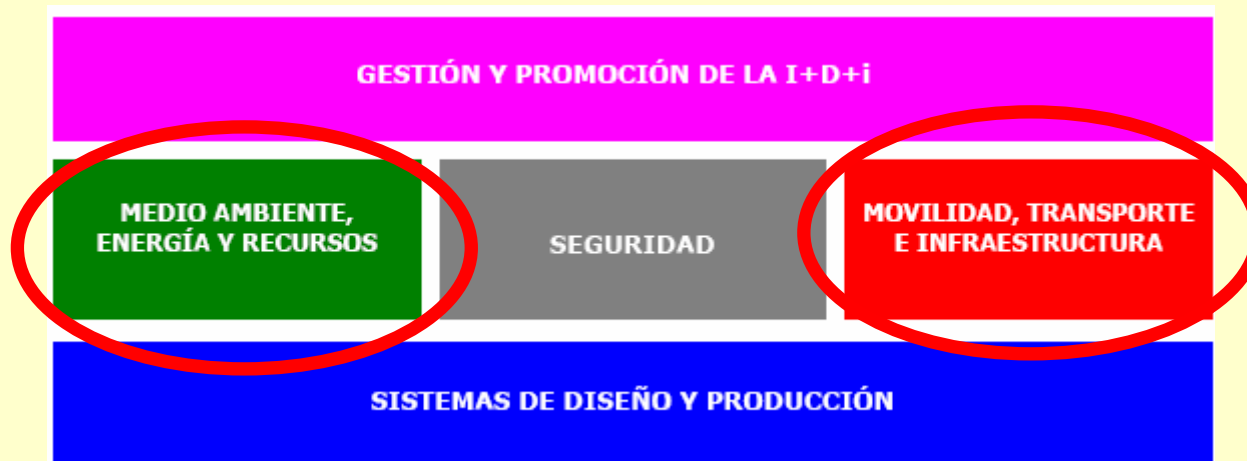 GESTIÓN Y PROMOCIÓN DE LA I+D+i
MEDIO AMBIENTE,
ENERGÍA Y RECURSOS
SEGURIDAD
MOVILIDAD, TRANSPORTE
E INFRAESTRUCTURA
SISTEMAS DE DISEÑO Y PRODUCCIÓN